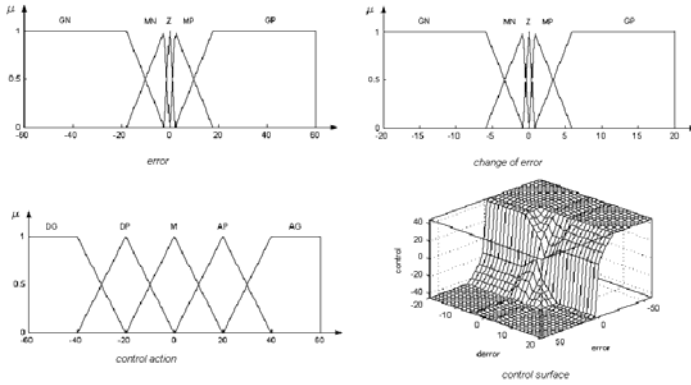 μ
GN MN Z MP GP
1
0.5
0
-60 -40 -20 0 20 40 60
error
μ
GN MN Z MP GP
1
0.5
0
-20 -15 -10 -5 0 5 10 15 20
change of error
μ
DG DP M AP AG
1
0.5
0
-60 -40 -20 0 20 40 60
control action
control
40
20
0
-20
-40
-20
-10
0
10
20
derror
50
0
-50
error
control surface